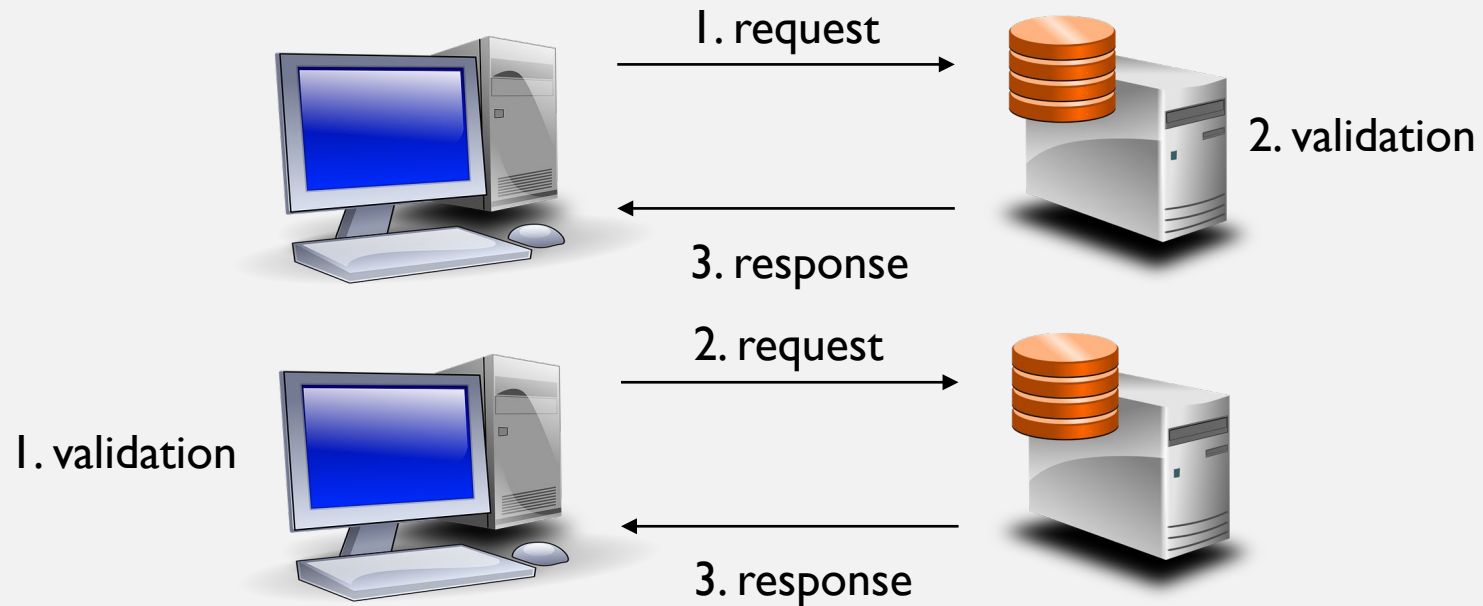 1. request
2. validation
3. response
2. request
1. validation
3. response